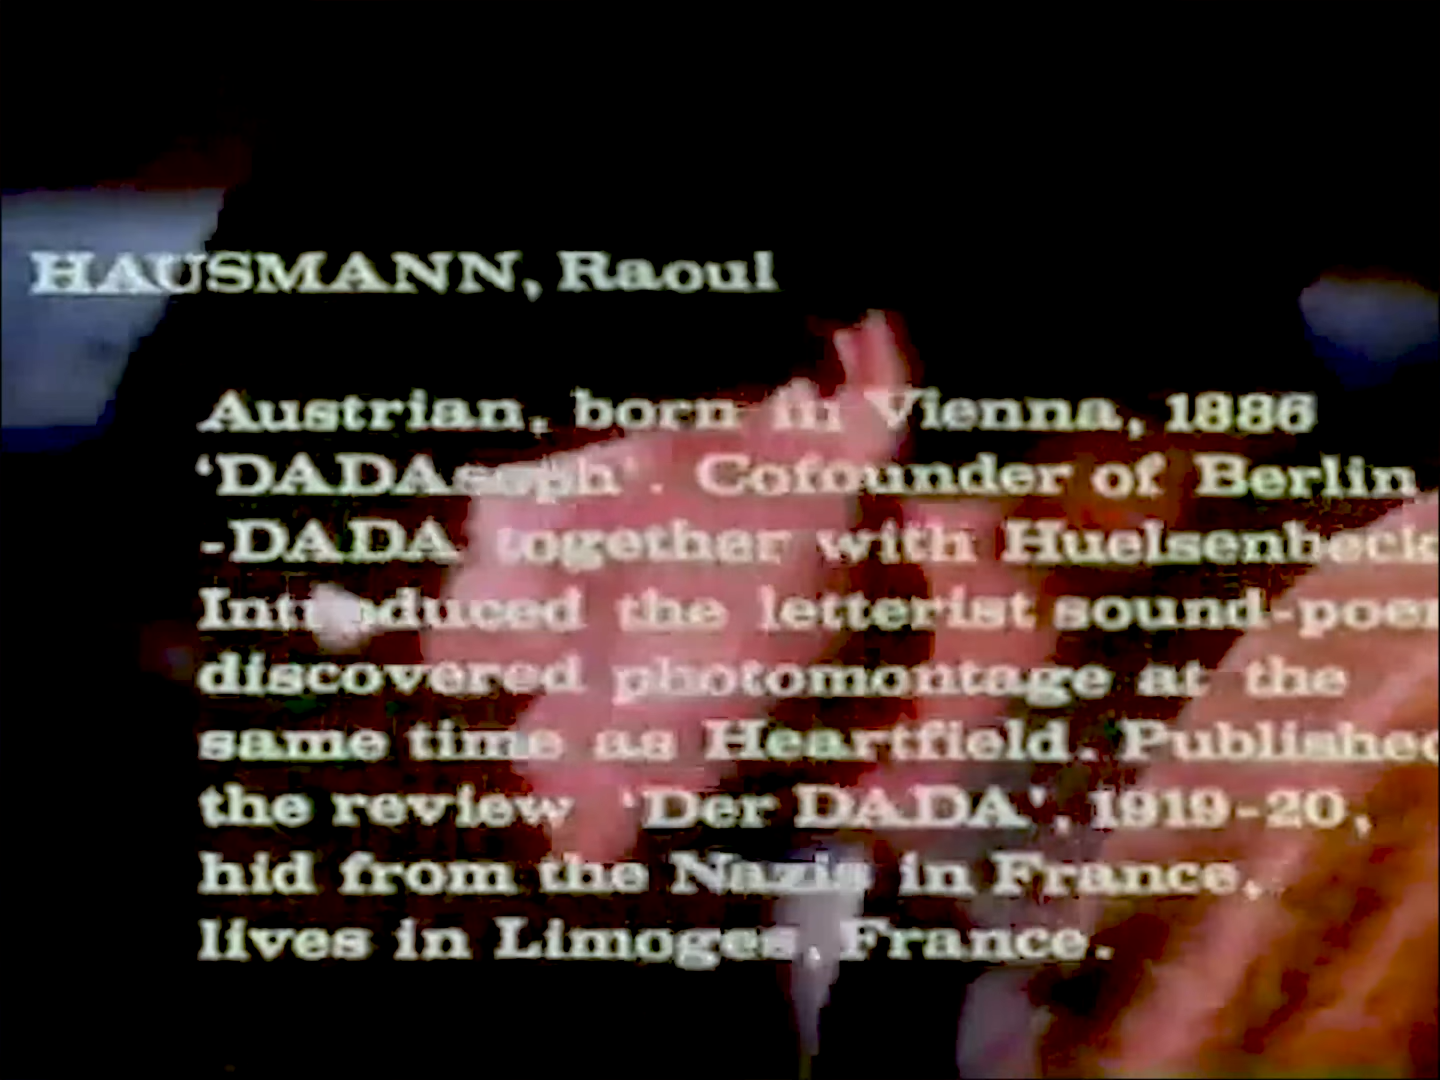 HAUSMANN, Raoul
Austrian, born in Vienna, 1886
'DADAsoph'. Cofounder of Berlin
-DADA together with Huelsenbeck
Introduced the letterist sound-poem
discovered photomontage at the
same time as Heartfield. Published
the review 'Der DADA', 1919-20,
hid from the Nazis in France,
lives in Limoges, France.